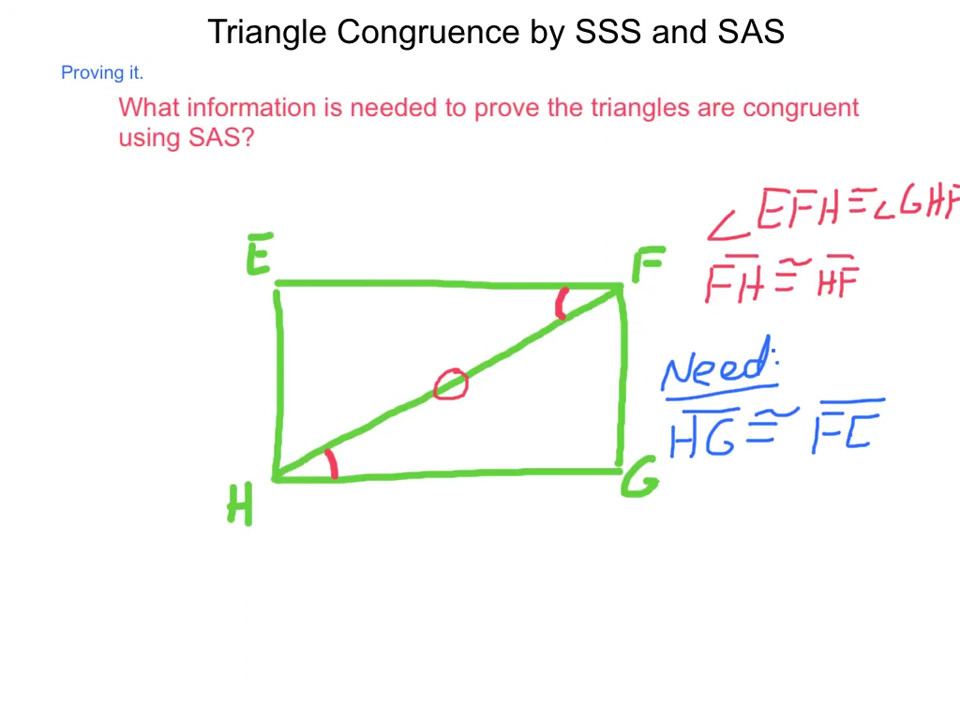 Triangle Congruence by SSS and SAS
Proving it.
What information is needed to prove the triangles are congruent
using SAS?
∠EFH≅∠GHF
E
F
FH≅HF
Need:
HG≅FE
H
G